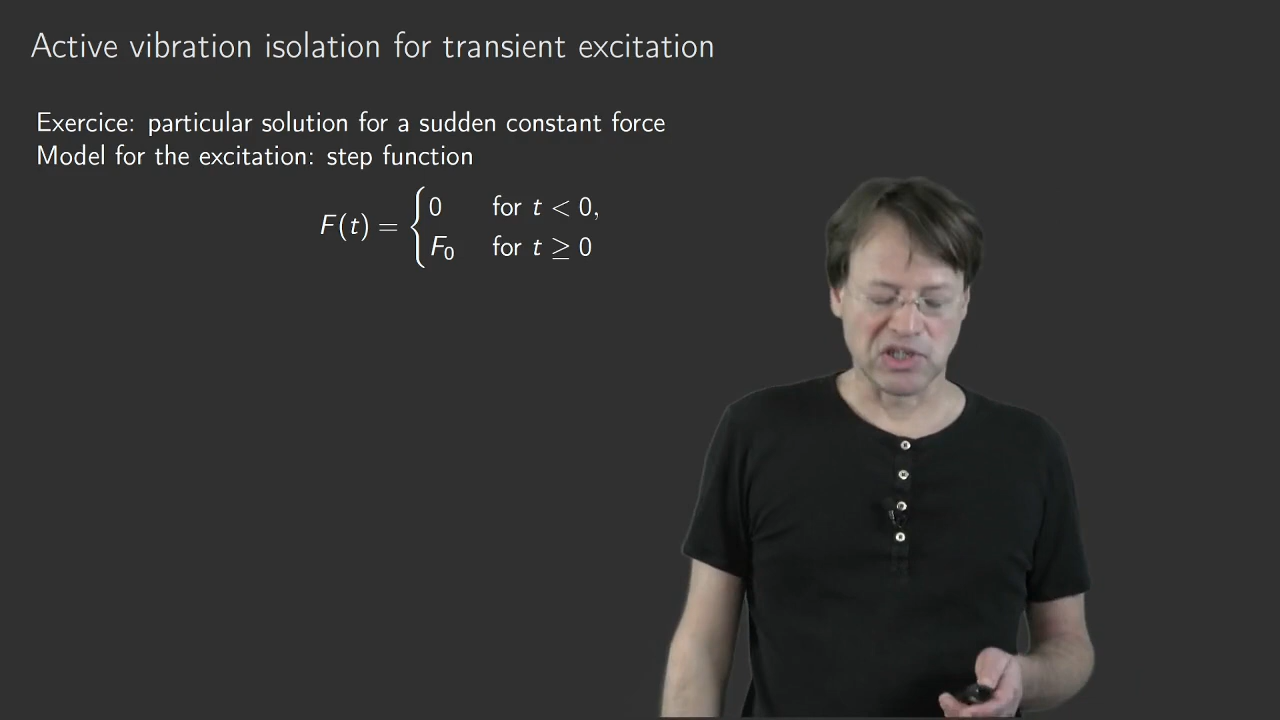 Active vibration isolation for transient excitation
Exercice: particular solution for a sudden constant force
Model for the excitation: step function
F(t) = { 0 for t < 0,
F₀ for t ≥ 0